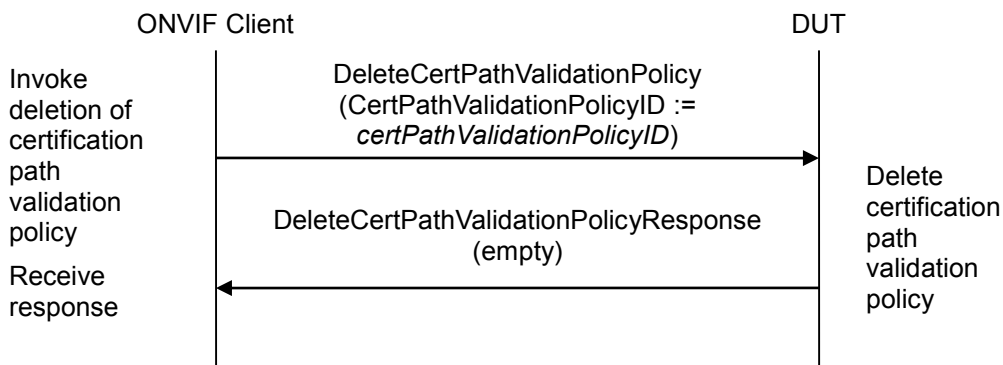 ONVIF Client
DUT
Invoke
deletion of
certification
path
validation
policy
DeleteCertPathValidationPolicy
(CertPathValidationPolicyID :=
certPathValidationPolicyID)
DeleteCertPathValidationPolicyResponse
(empty)
Delete
certification
path
validation
policy
Receive
response